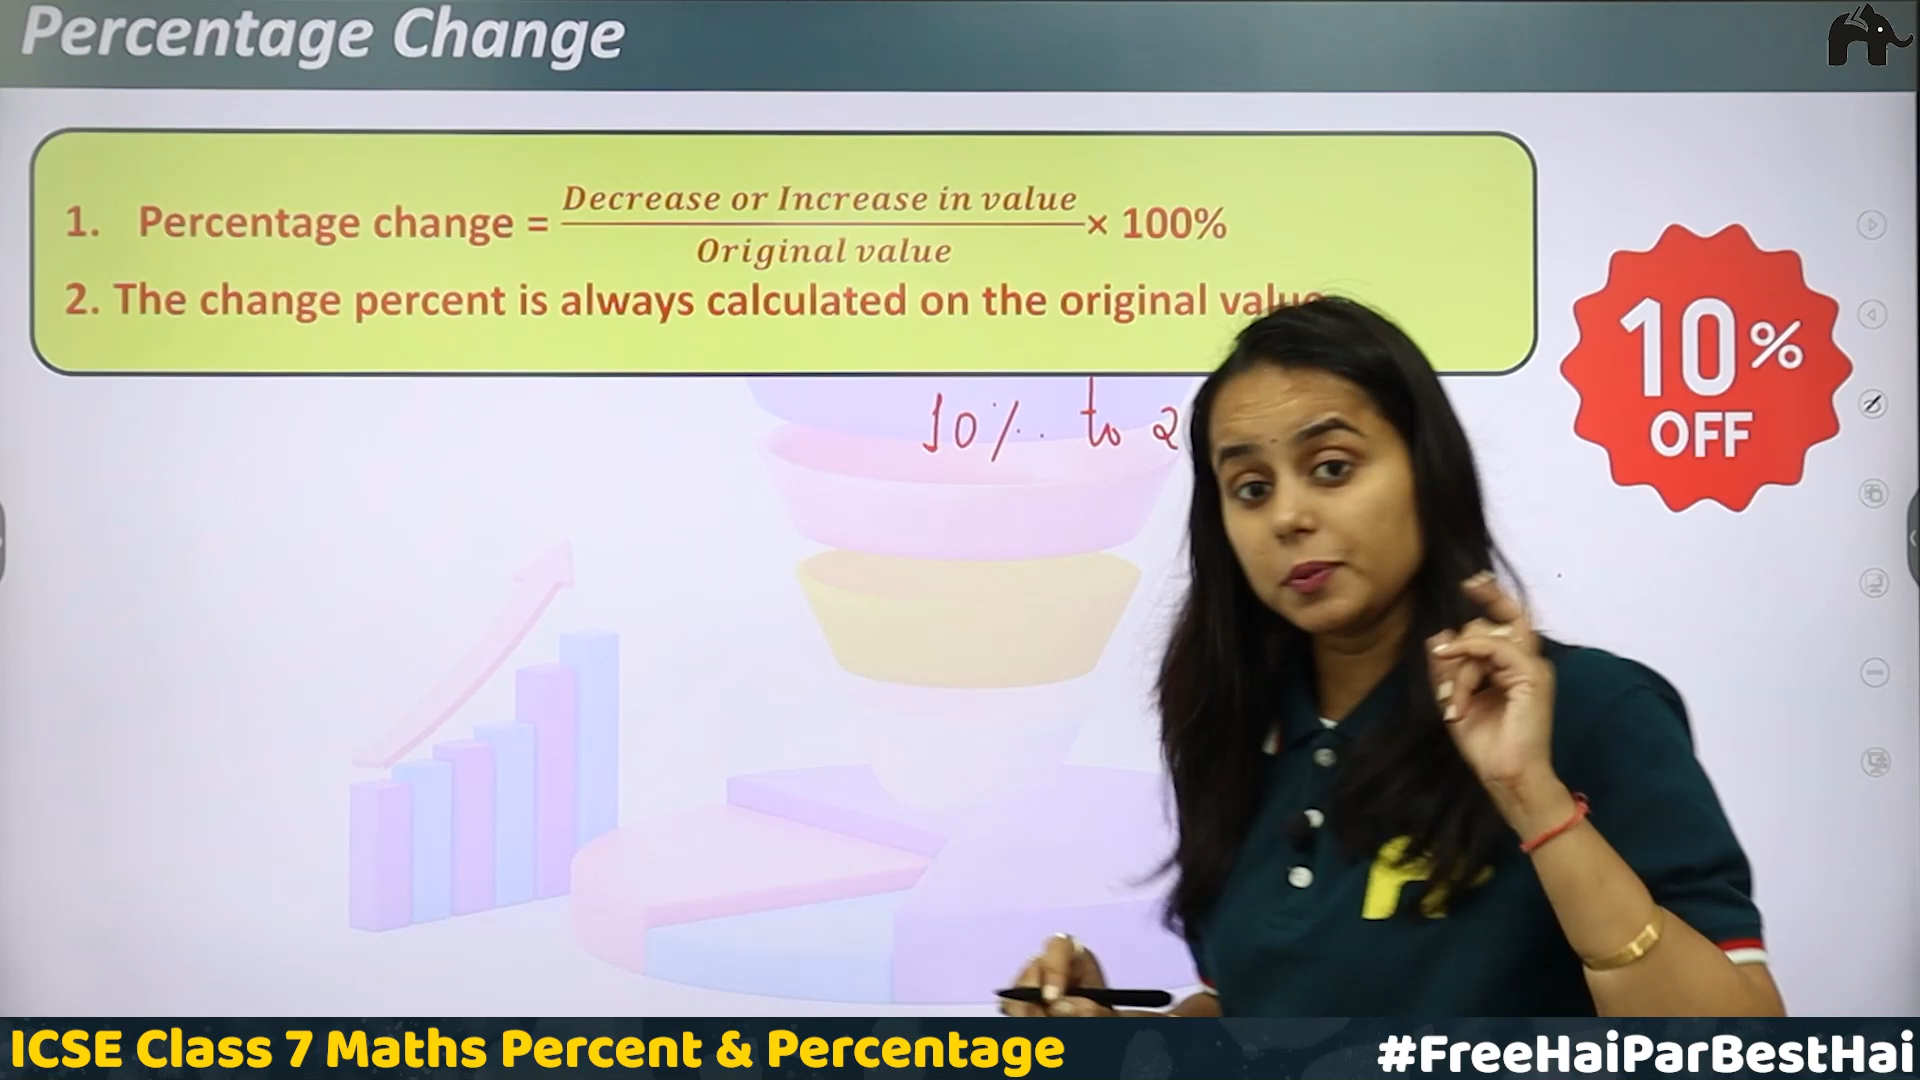 Percentage Change
1. Percentage change = Decrease or Increase in value / Original value × 100%
2. The change percent is always calculated on the original value
10% to 2
10%
OFF
ICSE Class 7 Maths Percent & Percentage
#FreeHaiParBestHai